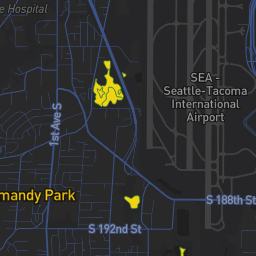 e Hospital
SEA -
Seattle-Tacoma
International
Airport
1st Ave S
mandy Park
S 188th St
S 192nd St